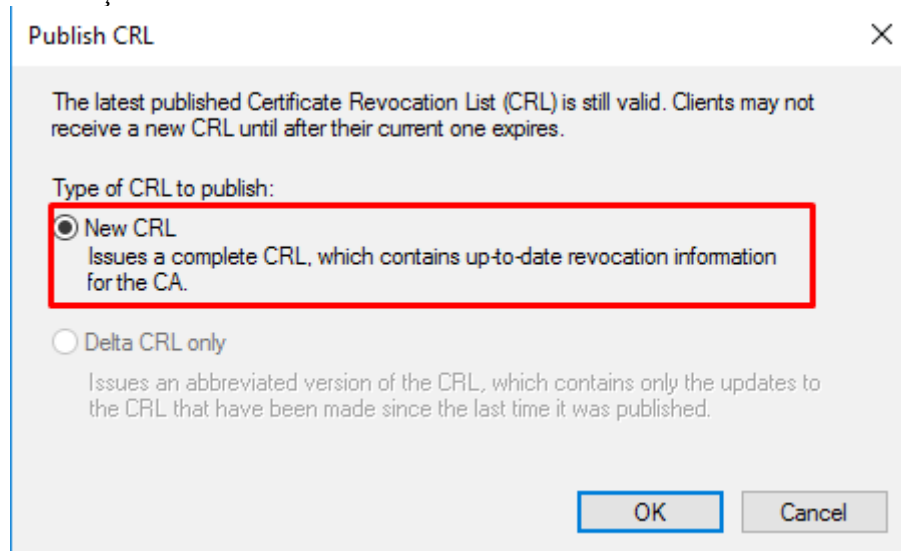 Publish CRL
The latest published Certificate Revocation List (CRL) is still valid. Clients may not
receive a new CRL until after their current one expires.
Type of CRL to publish:
New CRL
Issues a complete CRL, which contains up-to-date revocation information
for the CA.
Delta CRL only
Issues an abbreviated version of the CRL, which contains only the updates to
the CRL that have been made since the last time it was published.
OK Cancel